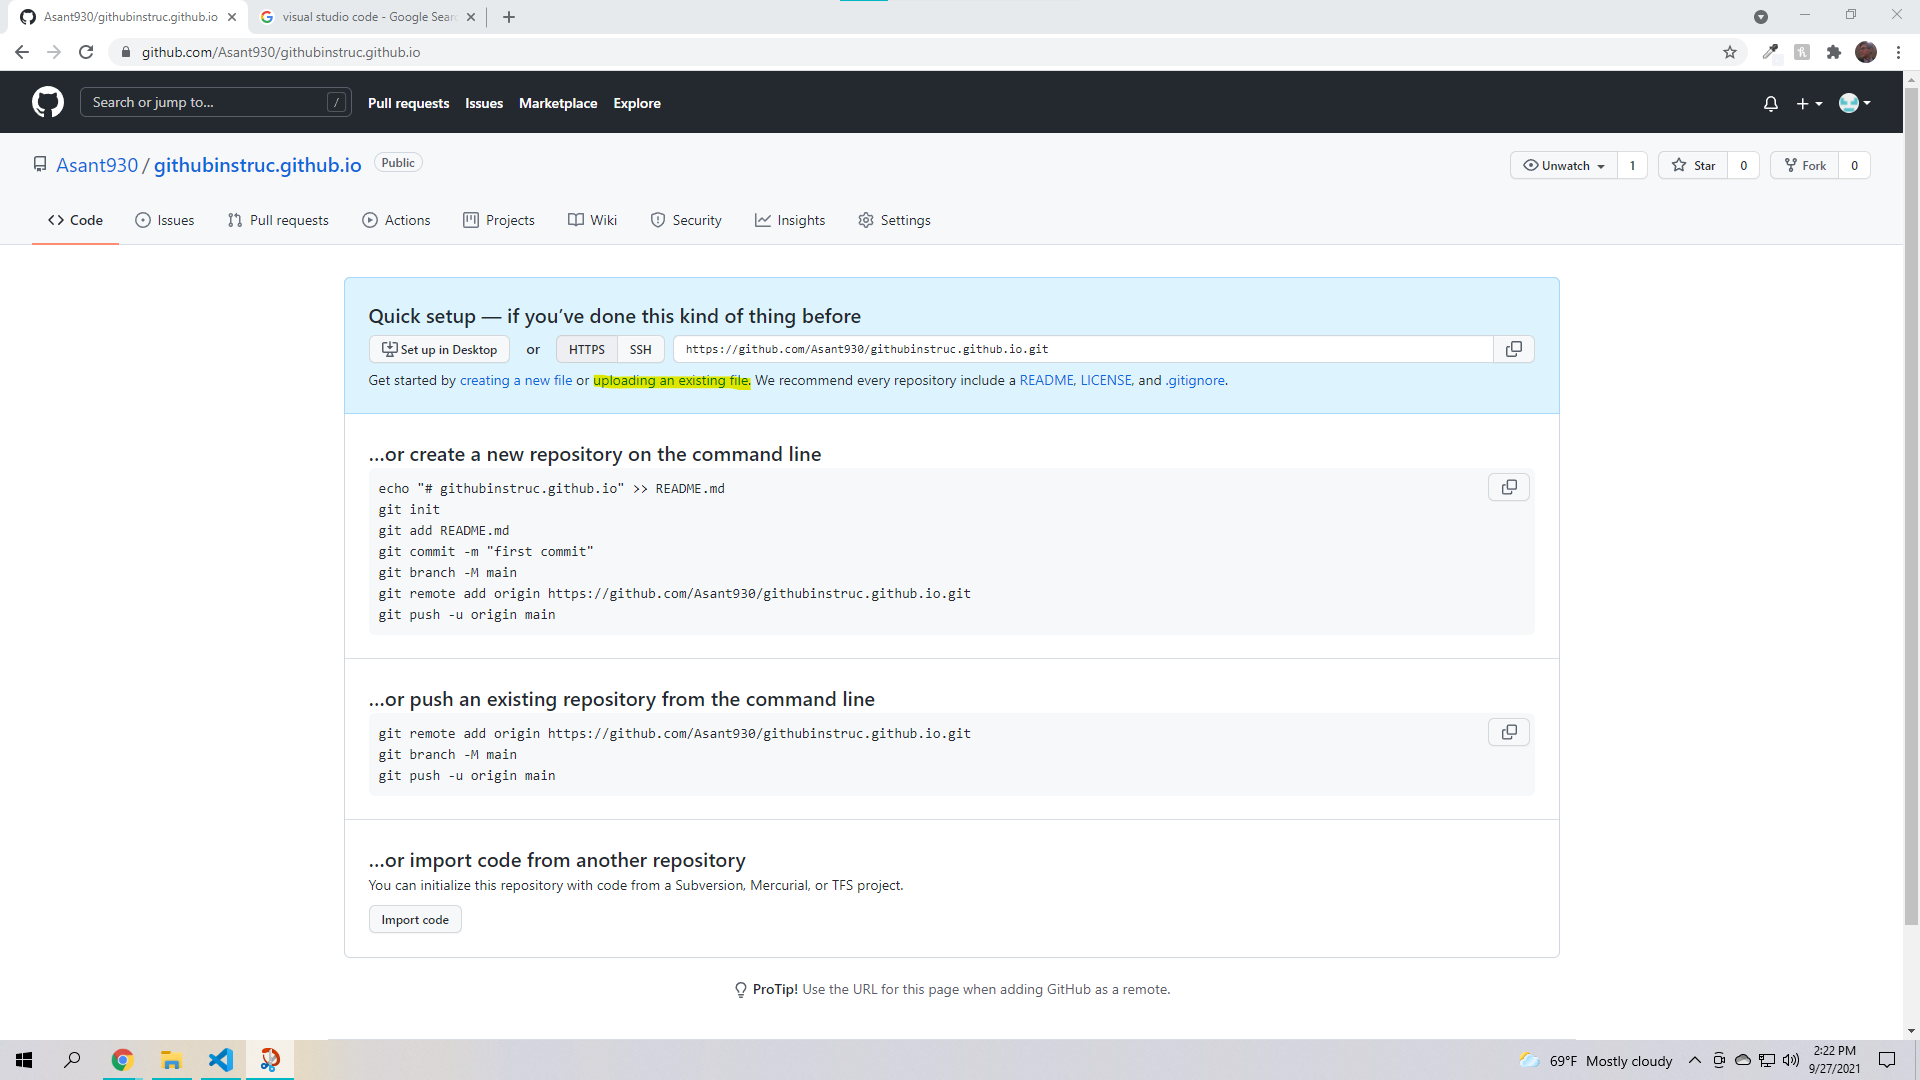 Asant930/githubinstruc.github.io
visual studio code - Google Sear
github.com/Asant930/githubinstruc.github.io
Search or jump to...
/
Pull requests
Issues
Marketplace
Explore
Asant930 / githubinstruc.github.io
Public
Unwatch
1
Star
0
Fork
0
Code
Issues
Pull requests
Actions
Projects
Wiki
Security
Insights
Settings
Quick setup — if you’ve done this kind of thing before
Set up in Desktop
or
HTTPS
SSH
https://github.com/Asant930/githubinstruc.github.io.git
Get started by creating a new file or uploading an existing file. We recommend every repository include a README, LICENSE, and .gitignore.
…or create a new repository on the command line
echo "# githubinstruc.github.io" >> README.md
git init
git add README.md
git commit -m "first commit"
git branch -M main
git remote add origin https://github.com/Asant930/githubinstruc.github.io.git
git push -u origin main
…or push an existing repository from the command line
git remote add origin https://github.com/Asant930/githubinstruc.github.io.git
git branch -M main
git push -u origin main
…or import code from another repository
You can initialize this repository with code from a Subversion, Mercurial, or TFS project.
Import code
ProTip! Use the URL for this page when adding GitHub as a remote.
69°F Mostly cloudy
2:22 PM
9/27/2021